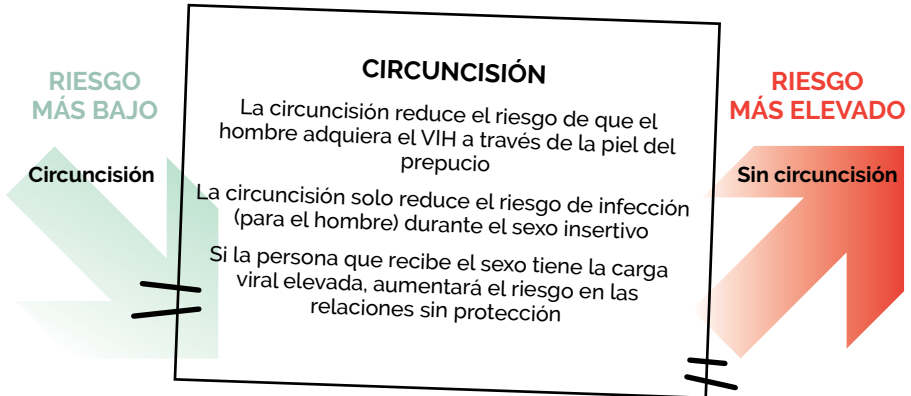 RIESGO
MÁS BAJO
Circuncisión
CIRCUNCISIÓN
La circuncisión reduce el riesgo de que el
hombre adquiera el VIH a través de la piel del
prepucio
La circuncisión solo reduce el riesgo de infección
(para el hombre) durante el sexo insertivo
Si la persona que recibe el sexo tiene la carga
viral elevada, aumentará el riesgo en las
relaciones sin protección
RIESGO
MÁS ELEVADO
Sin circuncisión